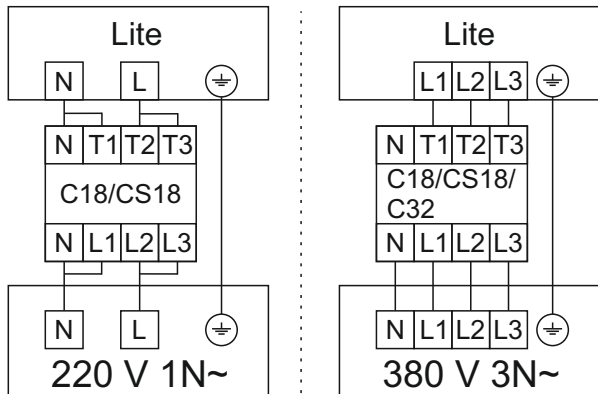 Lite
N L
N T1 T2 T3
C18/CS18
N L1 L2 L3
N L
220 V 1N~
Lite
L1 L2 L3
N T1 T2 T3
C18/CS18/
C32
N L1 L2 L3
N L1 L2 L3
380 V 3N~